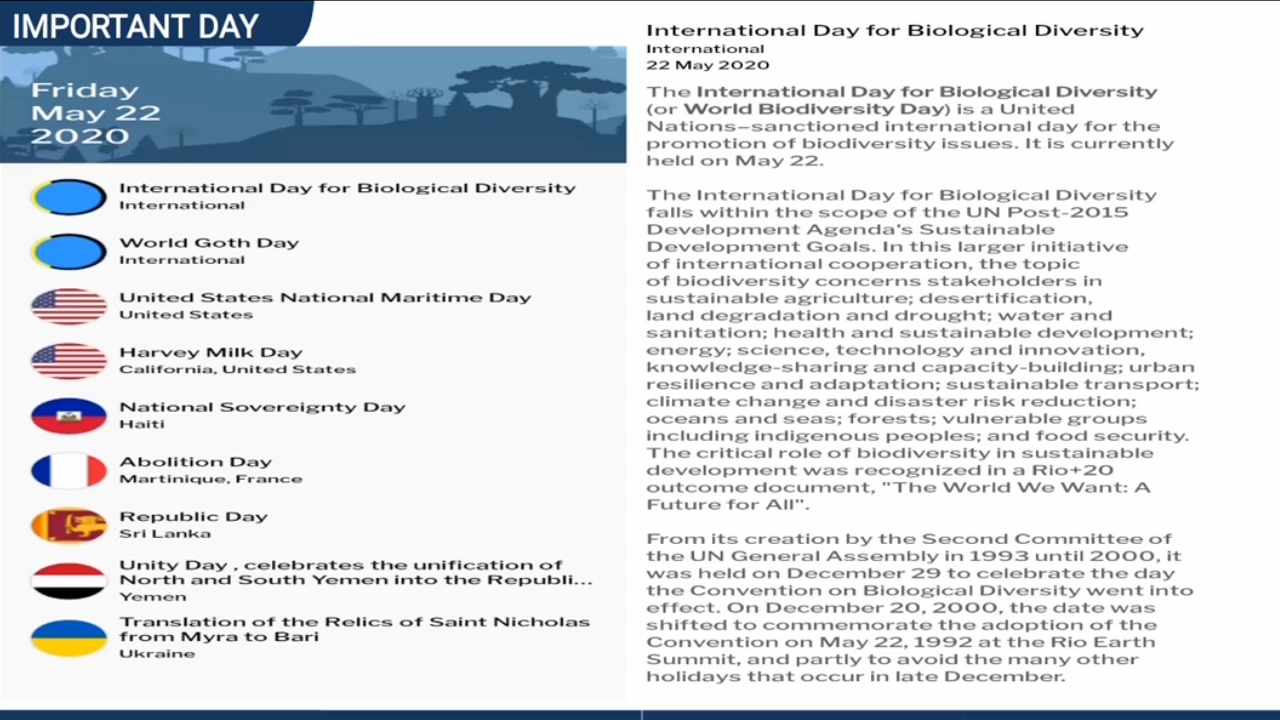 IMPORTANT DAY
Friday
May 22
2020
International Day for Biological Diversity
International
World Goth Day
International
United States National Maritime Day
United States
Harvey Milk Day
California, United States
National Sovereignty Day
Haiti
Abolition Day
Martinique, France
Republic Day
Sri Lanka
Unity Day , celebrates the unification of
North and South Yemen into the Republi...
Yemen
Translation of the Relics of Saint Nicholas
from Myra to Bari
Ukraine
International Day for Biological Diversity
International
22 May 2020
The International Day for Biological Diversity
(or World Biodiversity Day) is a United
Nations–sanctioned international day for the
promotion of biodiversity issues. It is currently
held on May 22.
The International Day for Biological Diversity
falls within the scope of the UN Post-2015
Development Agenda's Sustainable
Development Goals. In this larger initiative
of international cooperation, the topic
of biodiversity concerns stakeholders in
sustainable agriculture; desertification,
land degradation and drought; water and
sanitation; health and sustainable development;
energy; science, technology and innovation,
knowledge-sharing and capacity-building; urban
resilience and adaptation; sustainable transport;
climate change and disaster risk reduction;
oceans and seas; forests; vulnerable groups
including indigenous peoples; and food security.
The critical role of biodiversity in sustainable
development was recognized in a Rio+20
outcome document, "The World We Want: A
Future for All".
From its creation by the Second Committee of
the UN General Assembly in 1993 until 2000, it
was held on December 29 to celebrate the day
the Convention on Biological Diversity went into
effect. On December 20, 2000, the date was
shifted to commemorate the adoption of the
Convention on May 22, 1992 at the Rio Earth
Summit, and partly to avoid the many other
holidays that occur in late December.